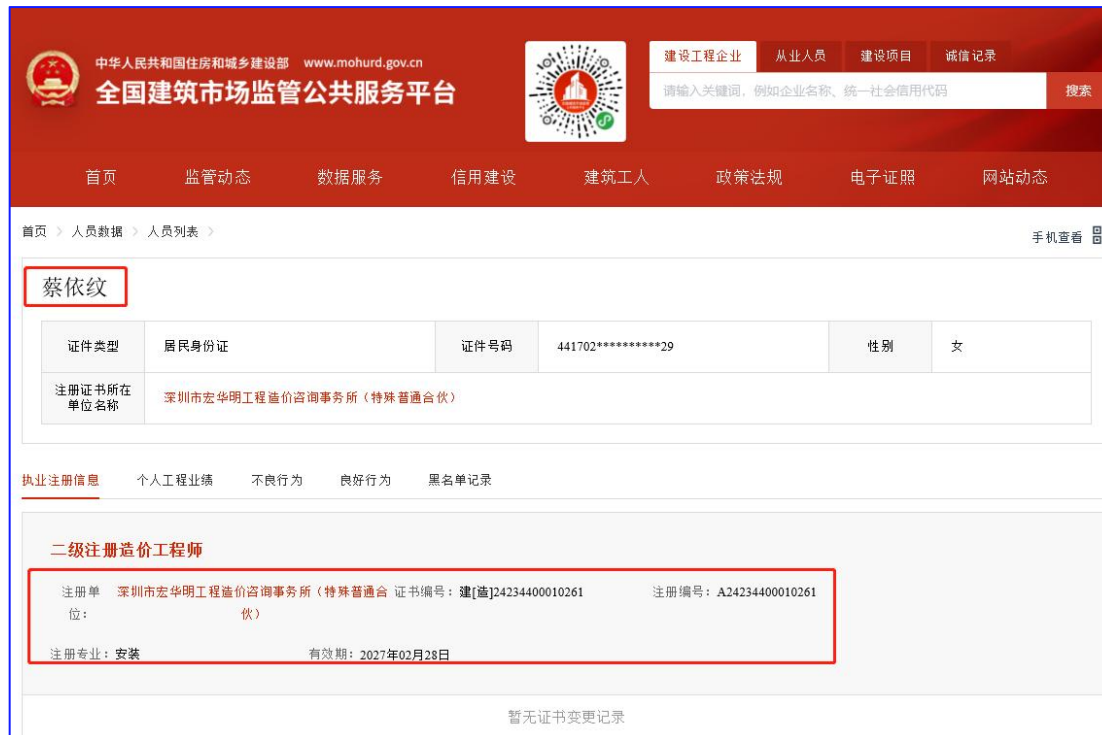 中华人民共和国住房和城乡建设部 www.mohurd.gov.cn
全国建筑市场监管公共服务平台
建设工程企业 从业人员 建设项目 诚信记录
请输入关键词，例如企业名称、统一社会信用代码 搜索
首页 监管动态 数据服务 信用建设 建筑工人 政策法规 电子证照 网站动态
首页 > 人员数据 > 人员列表 >
手机查看
蔡依纹
证件类型 居民身份证 证件号码 441702**********29 性别 女
注册证书所在
单位名称
深圳市宏华明工程造价咨询事务所（特殊普通合伙）
执业注册信息 个人工程业绩 不良行为 良好行为 黑名单记录
二级注册造价工程师
注册单 深圳市宏华明工程造价咨询事务所（特殊普通合 证书编号：建[造]24234400010261 注册编号：A24234400010261
位： 伙）
注册专业：安装 有效期：2027年02月28日
暂无证书变更记录